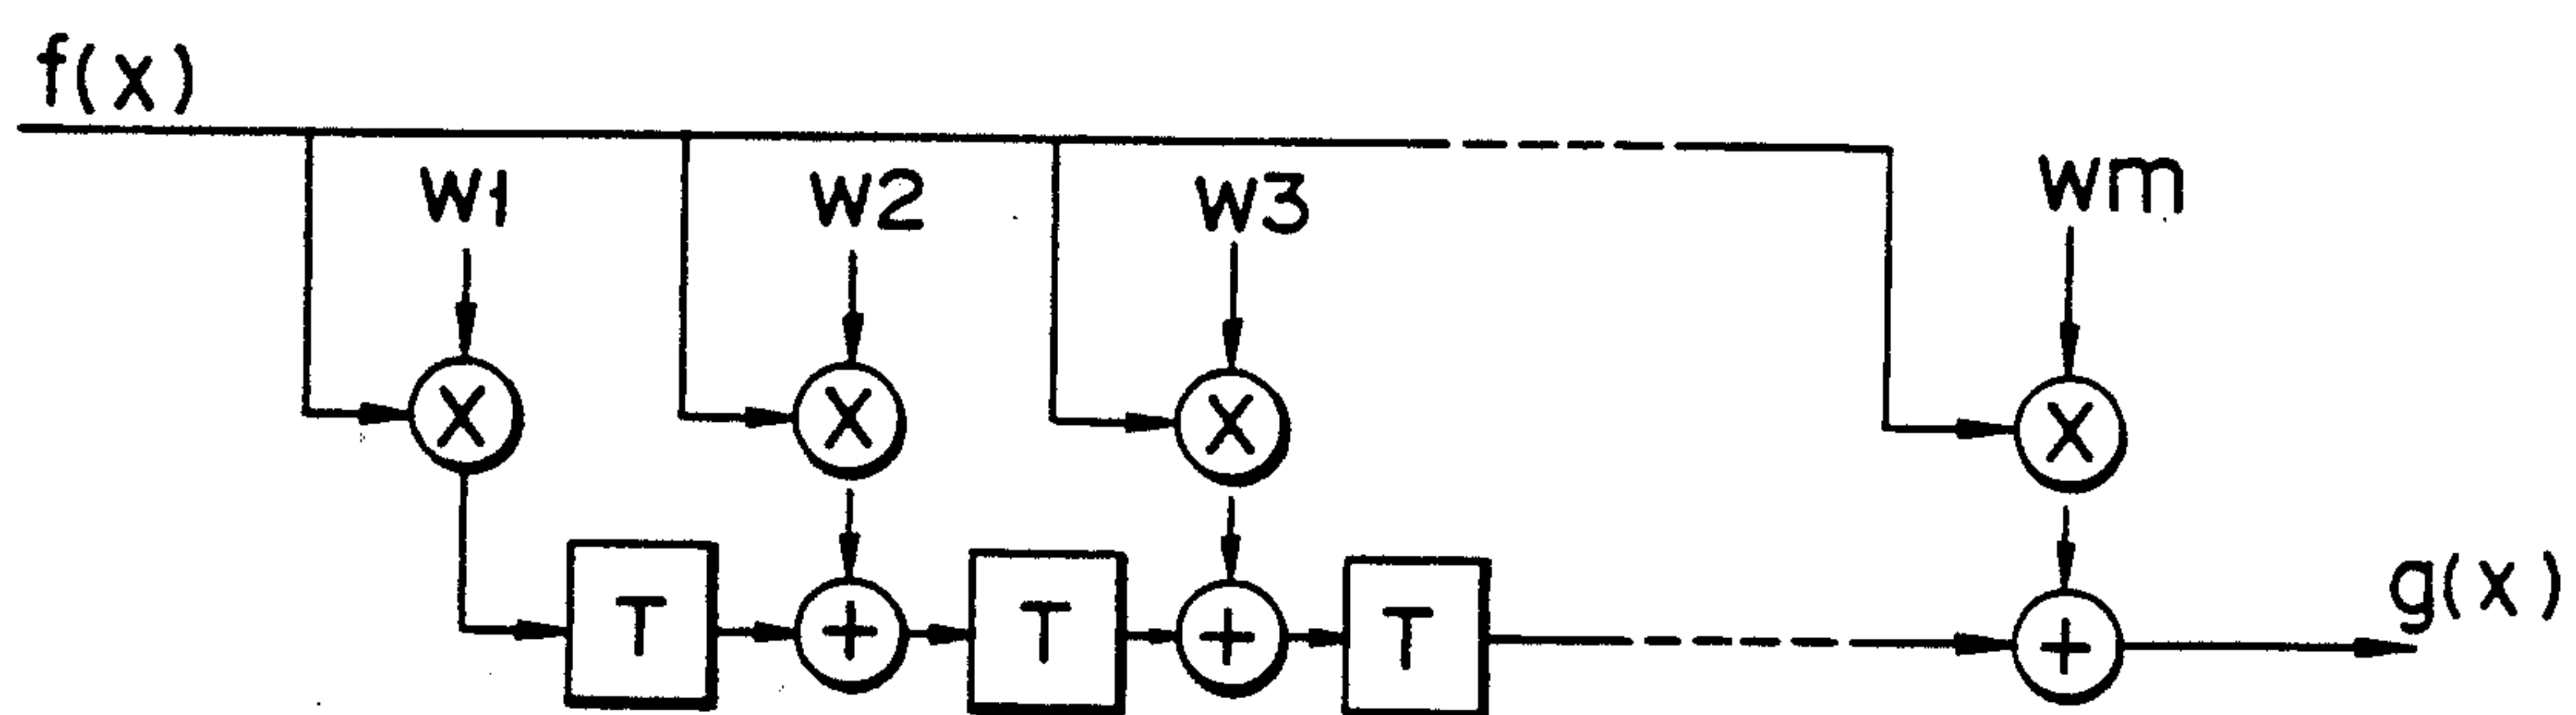 f(x)
W1 W2 W3 Wm
X X X X
T + T + T +
g(x)